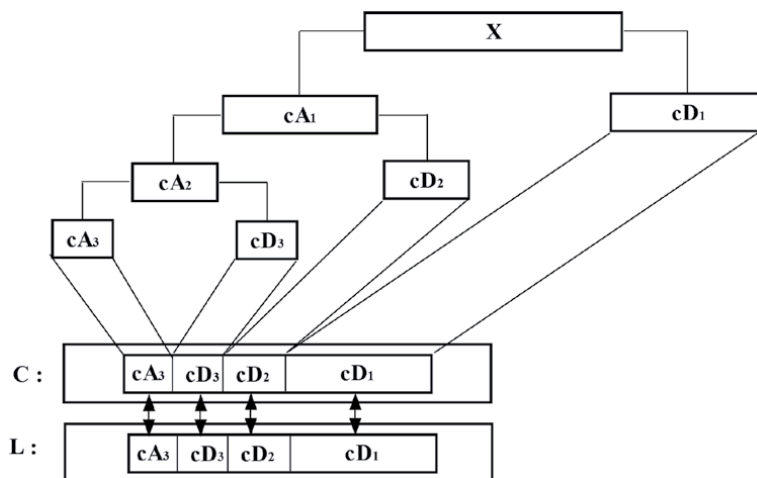 X
cA₁
cD₁
cA₂
cD₂
cA₃
cD₃
C : cA₃ cD₃ cD₂ cD₁
L : cA₃ cD₃ cD₂ cD₁